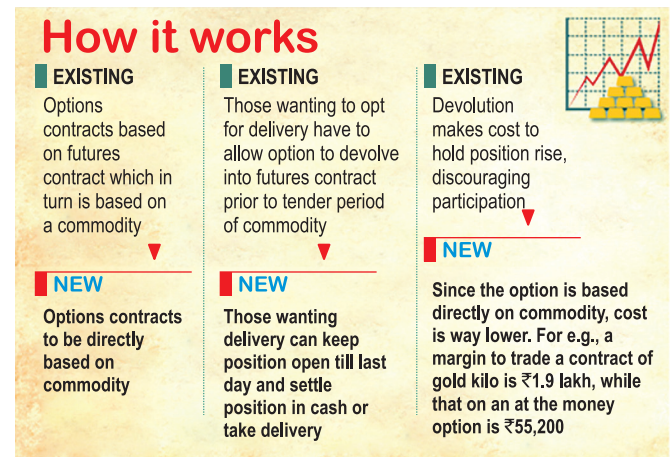 How it works
EXISTING
Options
contracts based
on futures
contract which in
turn is based on
a commodity
NEW
Options contracts
to be directly
based on
commodity
EXISTING
Those wanting to opt
for delivery have to
allow option to devolve
into futures contract
prior to tender period
of commodity
NEW
Those wanting
delivery can keep
position open till last
day and settle
position in cash or
take delivery
EXISTING
Devolution
makes cost to
hold position rise,
discouraging
participation
NEW
Since the option is based
directly on commodity, cost
is way lower. For e.g., a
margin to trade a contract of
gold kilo is ₹1.9 lakh, while
that on an at the money
option is ₹55,200